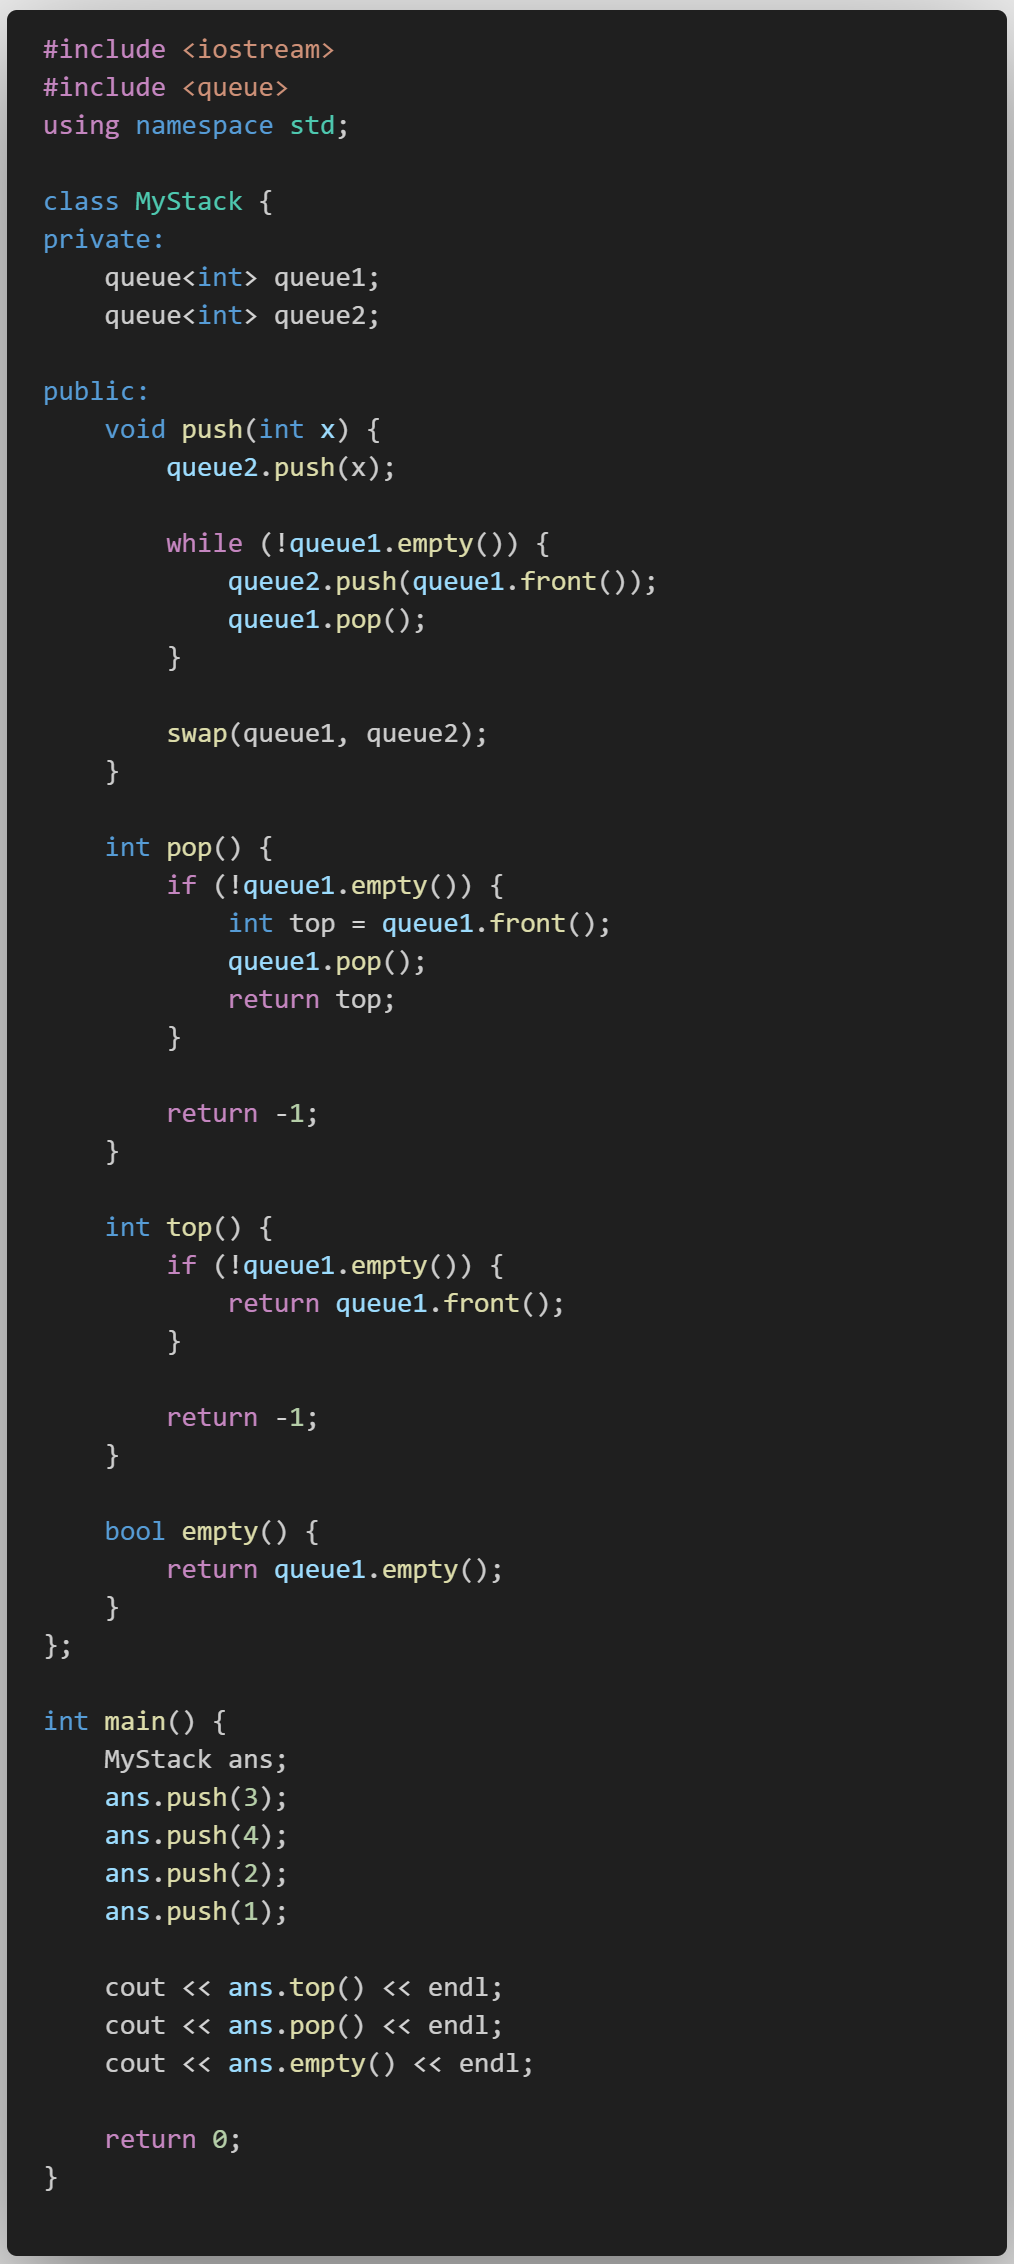 #include <iostream>
#include <queue>
using namespace std;

class MyStack {
private:
    queue<int> queue1;
    queue<int> queue2;

public:
    void push(int x) {
        queue2.push(x);

        while (!queue1.empty()) {
            queue2.push(queue1.front());
            queue1.pop();
        }

        swap(queue1, queue2);
    }

    int pop() {
        if (!queue1.empty()) {
            int top = queue1.front();
            queue1.pop();
            return top;
        }

        return -1;
    }

    int top() {
        if (!queue1.empty()) {
            return queue1.front();
        }

        return -1;
    }

    bool empty() {
        return queue1.empty();
    }
};

int main() {
    MyStack ans;
    ans.push(3);
    ans.push(4);
    ans.push(2);
    ans.push(1);

    cout << ans.top() << endl;
    cout << ans.pop() << endl;
    cout << ans.empty() << endl;

    return 0;
}